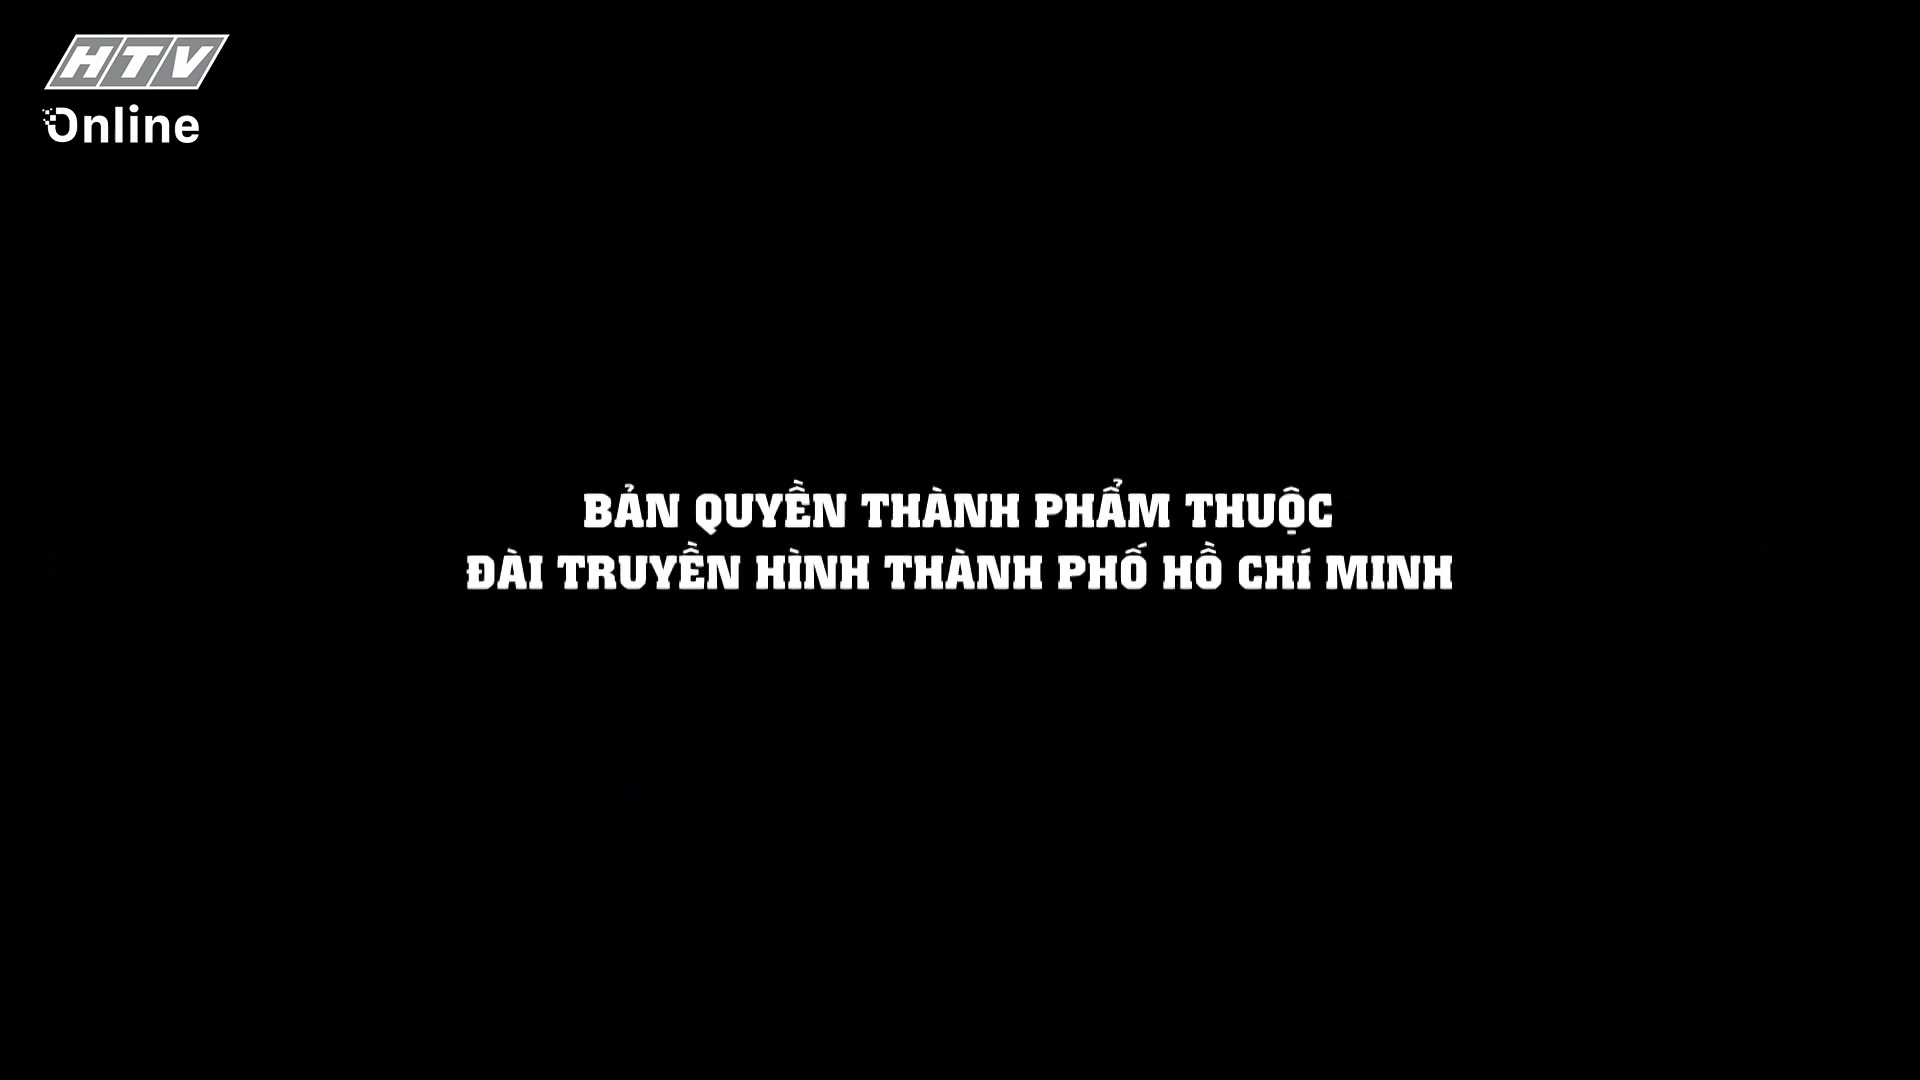 HTV
Online
BẢN QUYỀN THÀNH PHẨM THUỘC
ĐÀI TRUYỀN HÌNH THÀNH PHỐ HỒ CHÍ MINH